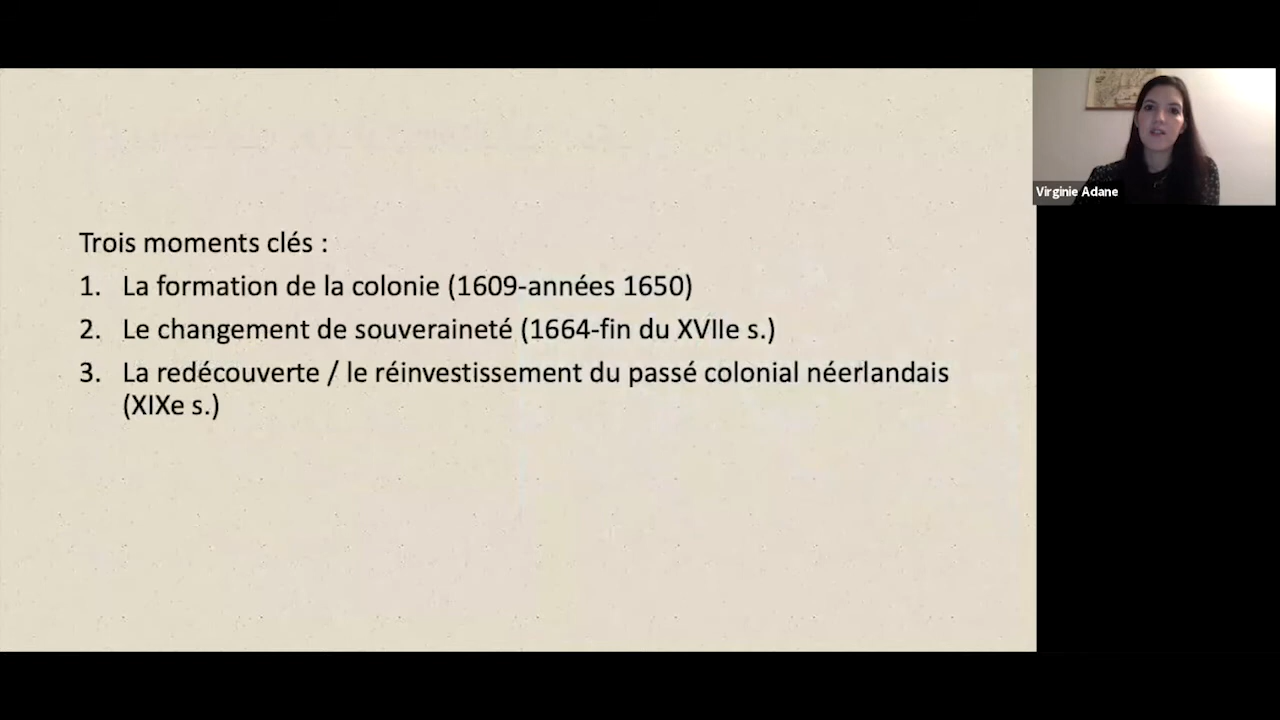 Trois moments clés :
1. La formation de la colonie (1609-années 1650)
2. Le changement de souveraineté (1664-fin du XVIIe s.)
3. La redécouverte / le réinvestissement du passé colonial néerlandais
(XIXe s.)
Virginie Adane